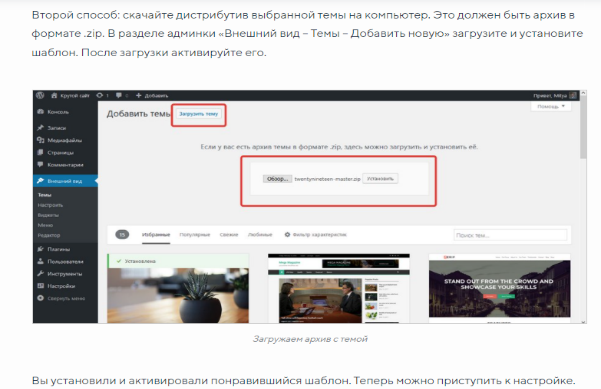 Второй способ: скачайте дистрибутив выбранной темы на компьютер. Это должен быть архив в
формате .zip. В разделе админки «Внешний вид – Темы – Добавить новую» загрузите и установите
шаблон. После загрузки активируйте его.
Крутой сайт 1 1 + Добавить Привет, Мёра
Помощь
Консоль
Записи
Медиафайлы
Страницы
Комментарии
Внешний вид
Темы
Настроить
Виджеты
Меню
Редактор
Плагины
Пользователи
Инструменты
Настройки
Свернуть меню
Добавить темы Загрузить тему
Если у вас есть архив темы в формате .zip, здесь можно загрузить и установить её.
Обзор... twentynineteen-master.zip Установить
15 Избранные Популярные Свежие Любимые Фильтр характеристик Поиск тем...
Установлено
STAND OUT FROM THE CROWD AND
SHOWCASE YOUR SKILLS
Загружаем архив с темой
Вы установили и активировали понравившийся шаблон. Теперь можно приступить к настройке.